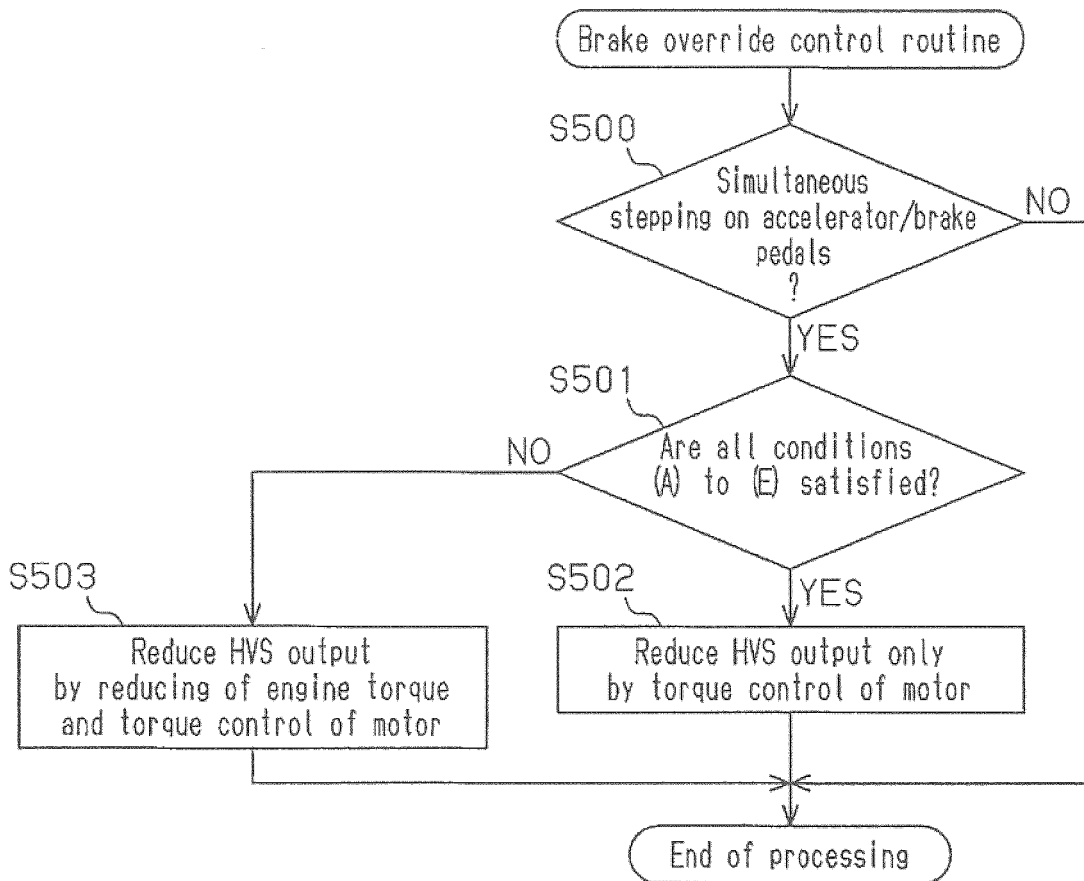 Brake override control routine
S500
Simultaneous
stepping on accelerator/brake
pedals
?
NO
YES
S501
Are all conditions
(A) to (E) satisfied?
NO
YES
S503
Reduce HVS output
by reducing of engine torque
and torque control of motor
S502
Reduce HVS output only
by torque control of motor
End of processing